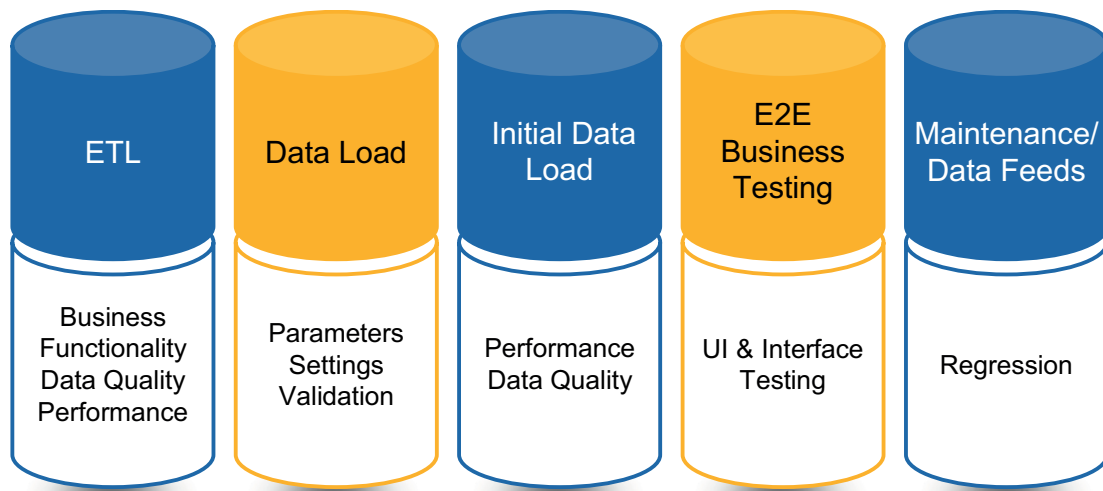 ETL
Data Load
Initial Data
Load
E2E
Business
Testing
Maintenance/
Data Feeds
Business
Functionality
Data Quality
Performance
Parameters
Settings
Validation
Performance
Data Quality
UI & Interface
Testing
Regression